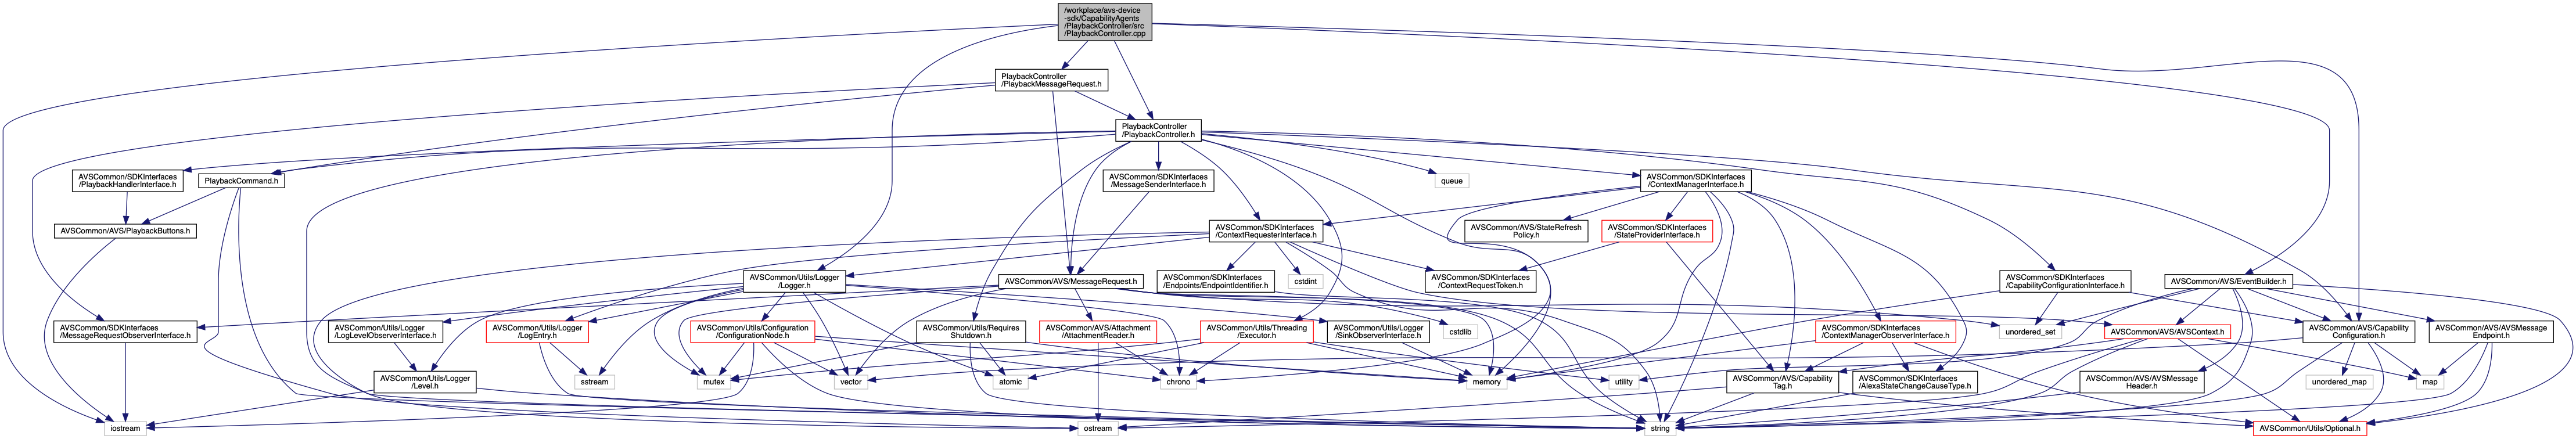 /workplace/avs-device
-sdk/CapabilityAgents
/PlaybackController/src
/PlaybackController.cpp
PlaybackController
/PlaybackMessageRequest.h
PlaybackController
/PlaybackController.h
AVSCommon/SDKInterfaces
/PlaybackHandlerInterface.h
PlaybackCommand.h
AVSCommon/SDKInterfaces
/MessageSenderInterface.h
queue
AVSCommon/SDKInterfaces
/ContextManagerInterface.h
AVSCommon/AVS/PlaybackButtons.h
AVSCommon/SDKInterfaces
/ContextRequesterInterface.h
AVSCommon/AVS/StateRefresh
Policy.h
AVSCommon/SDKInterfaces
/StateProviderInterface.h
AVSCommon/Utils/Logger
/Logger.h
AVSCommon/AVS/MessageRequest.h
AVSCommon/SDKInterfaces
/Endpoints/EndpointIdentifier.h
cstdint
AVSCommon/SDKInterfaces
/ContextRequestToken.h
AVSCommon/SDKInterfaces
/CapabilityConfigurationInterface.h
AVSCommon/AVS/EventBuilder.h
AVSCommon/SDKInterfaces
/MessageRequestObserverInterface.h
AVSCommon/Utils/Logger
/LogLevelObserverInterface.h
AVSCommon/Utils/Logger
/LogEntry.h
AVSCommon/Utils/Configuration
/ConfigurationNode.h
AVSCommon/Utils/Requires
Shutdown.h
AVSCommon/AVS/Attachment
/AttachmentReader.h
AVSCommon/Utils/Threading
/Executor.h
AVSCommon/Utils/Logger
/SinkObserverInterface.h
cstdlib
AVSCommon/SDKInterfaces
/ContextManagerObserverInterface.h
unordered_set
AVSCommon/AVS/AVSContext.h
AVSCommon/AVS/Capability
Configuration.h
AVSCommon/AVS/AVSMessage
Endpoint.h
AVSCommon/Utils/Logger
/Level.h
sstream
mutex
vector
atomic
chrono
memory
utility
AVSCommon/AVS/Capability
Tag.h
AVSCommon/SDKInterfaces
/AlexaStateChangeCauseType.h
AVSCommon/AVS/AVSMessage
Header.h
unordered_map
map
iostream
ostream
string
AVSCommon/Utils/Optional.h